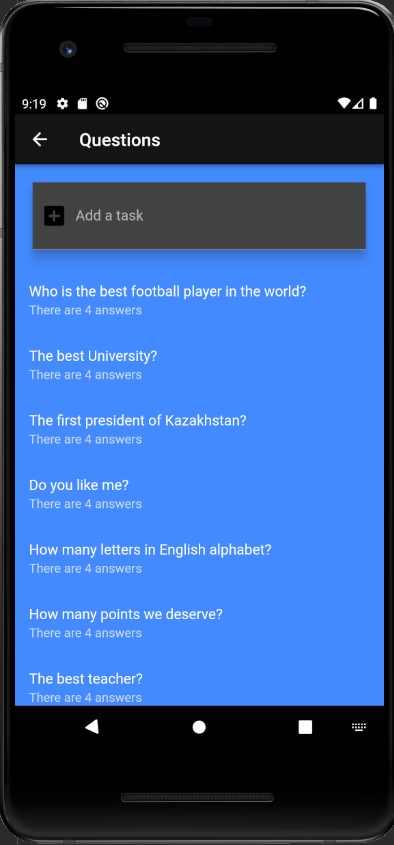 9:19
Questions
Add a task
Who is the best football player in the world?
There are 4 answers
The best University?
There are 4 answers
The first president of Kazakhstan?
There are 4 answers
Do you like me?
There are 4 answers
How many letters in English alphabet?
There are 4 answers
How many points we deserve?
There are 4 answers
The best teacher?
There are 4 answers